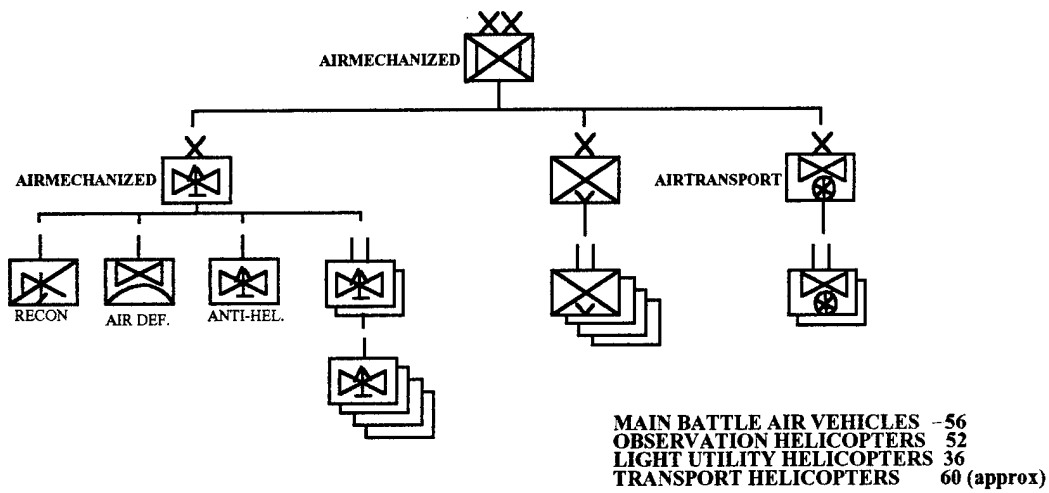 AIRMECHANIZED
AIRMECHANIZED
AIRTRANSPORT
RECON
AIR DEF.
ANTI-HEL.
MAIN BATTLE AIR VEHICLES -56
OBSERVATION HELICOPTERS 52
LIGHT UTILITY HELICOPTERS 36
TRANSPORT HELICOPTERS 60 (approx)